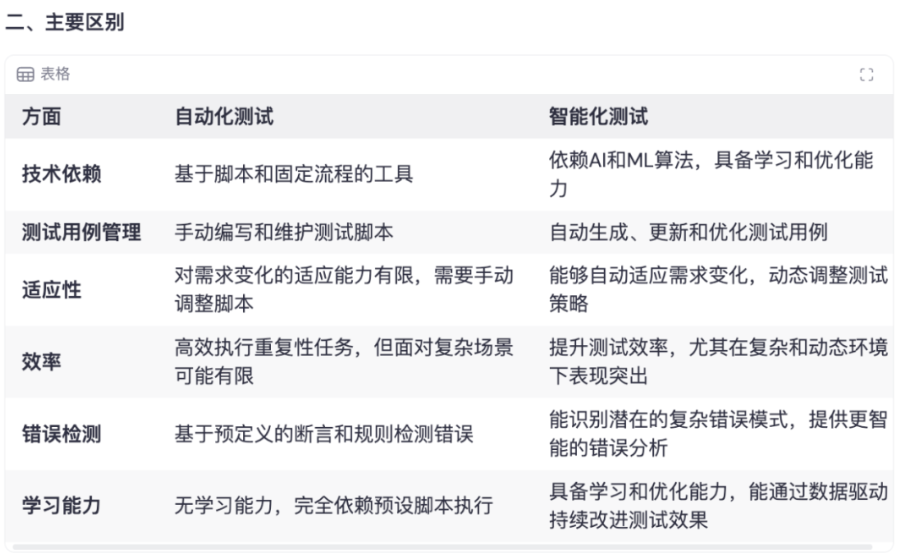 二、主要区别
表格
方面 自动化测试 智能化测试
技术依赖 基于脚本和固定流程的工具 依赖AI和ML算法，具备学习和优化能
力
测试用例管理 手动编写和维护测试脚本 自动生成、更新和优化测试用例
适应性 对需求变化的适应能力有限，需要手动 能够自动适应需求变化，动态调整测试
调整脚本 策略
效率 高效执行重复性任务，但面对复杂场景 提升测试效率，尤其在复杂和动态环境
可能有限 下表现突出
错误检测 基于预定义的断言和规则检测错误 能识别潜在的复杂错误模式，提供更智
能的错误分析
学习能力 无学习能力，完全依赖预设脚本执行 具备学习和优化能力，能通过数据驱动
持续改进测试效果